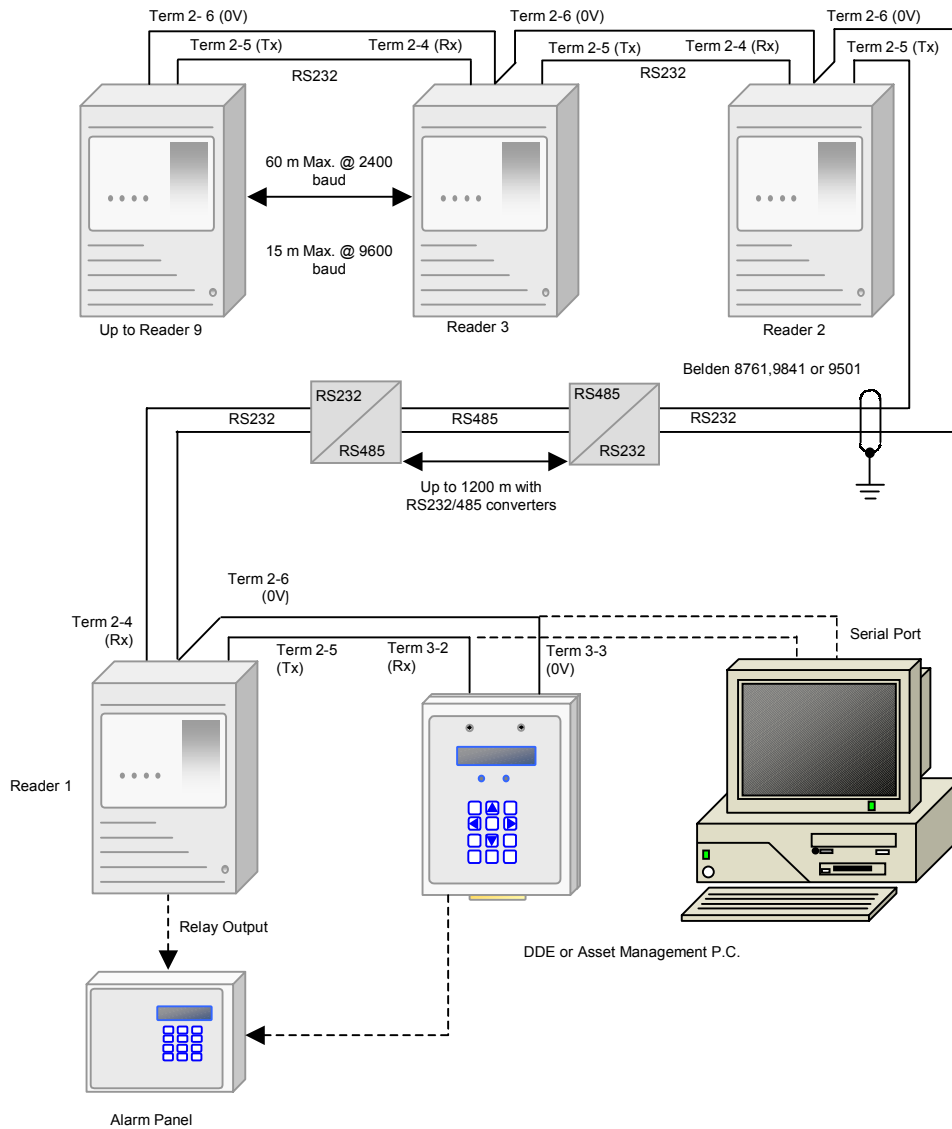 Term 2- 6 (0V)
Term 2-6 (0V)
Term 2-6 (0V)
Term 2-5 (Tx)
Term 2-4 (Rx)
Term 2-5 (Tx)
Term 2-4 (Rx)
Term 2-5 (Tx)
RS232
RS232
60 m Max. @ 2400
baud
15 m Max. @ 9600
baud
Up to Reader 9
Reader 3
Reader 2
Belden 8761,9841 or 9501
RS232
RS232
RS485
RS485
RS485
RS232
RS232
Up to 1200 m with
RS232/485 converters
Term 2-6
(0V)
Term 2-4
(Rx)
Term 2-5
(Tx)
Term 3-2
(Rx)
Term 3-3
(0V)
Serial Port
Reader 1
Relay Output
DDE or Asset Management P.C.
Alarm Panel